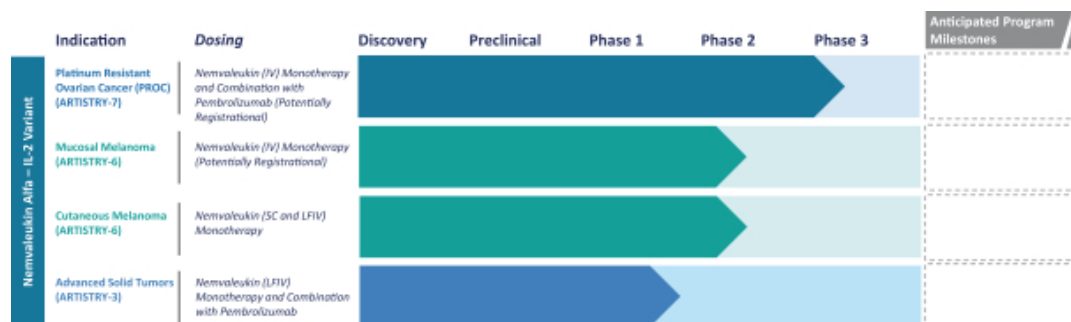 Anticipated Program
Milestones
Indication
Dosing
Discovery
Preclinical
Phase 1
Phase 2
Phase 3
Nemvaleukin Alfa – IL-2 Variant
Platinum Resistant
Ovarian Cancer (PROC)
(ARTISTRY-7)
Nemvaleukin (IV) Monotherapy
and Combination with
Pembrolizumab (Potentially
Registrational)
Mucosal Melanoma
(ARTISTRY-6)
Nemvaleukin (IV) Monotherapy
(Potentially Registrational)
Cutaneous Melanoma
(ARTISTRY-6)
Nemvaleukin (SC and LFIV)
Monotherapy
Advanced Solid Tumors
(ARTISTRY-3)
Nemvaleukin (LFIV)
Monotherapy and Combination
with Pembrolizumab